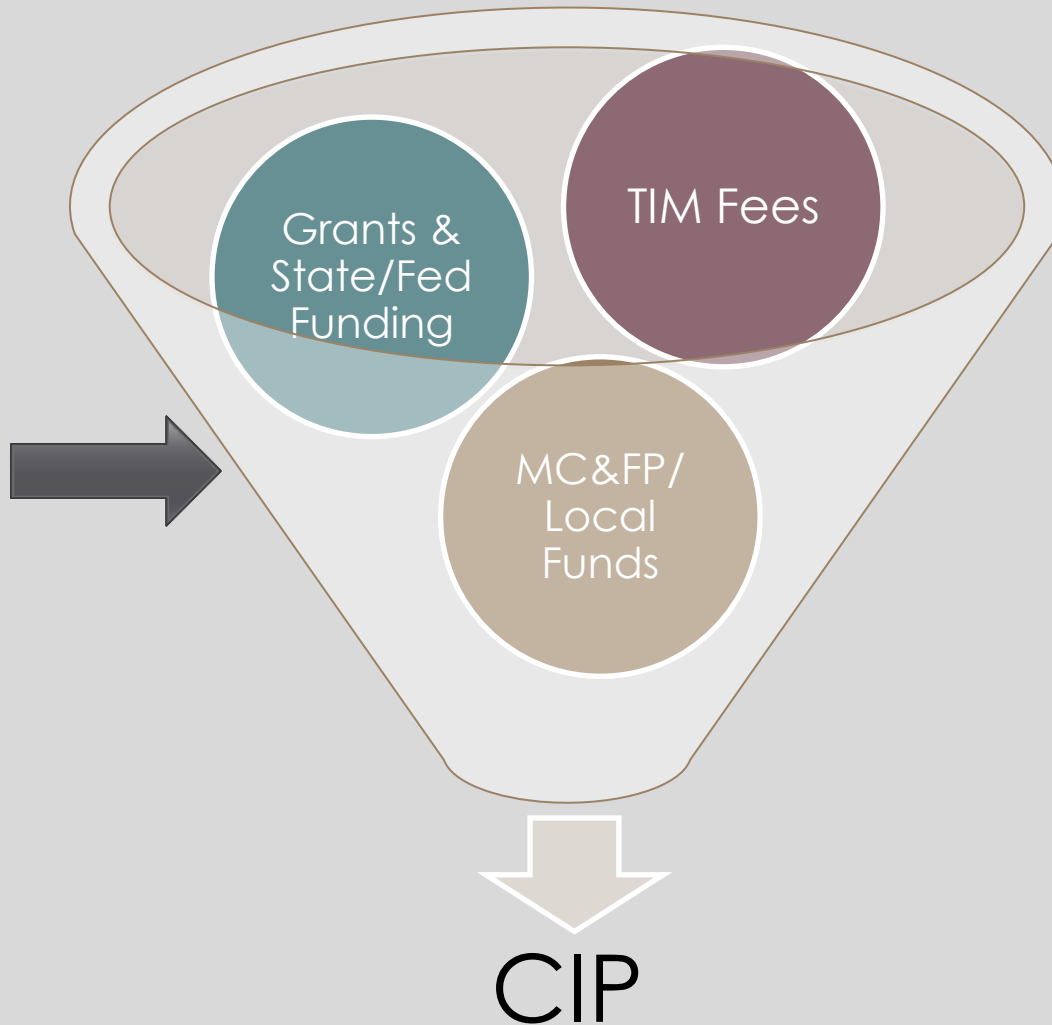 Grants &
State/Fed
Funding
TIM Fees
MC&FP/
Local
Funds
CIP